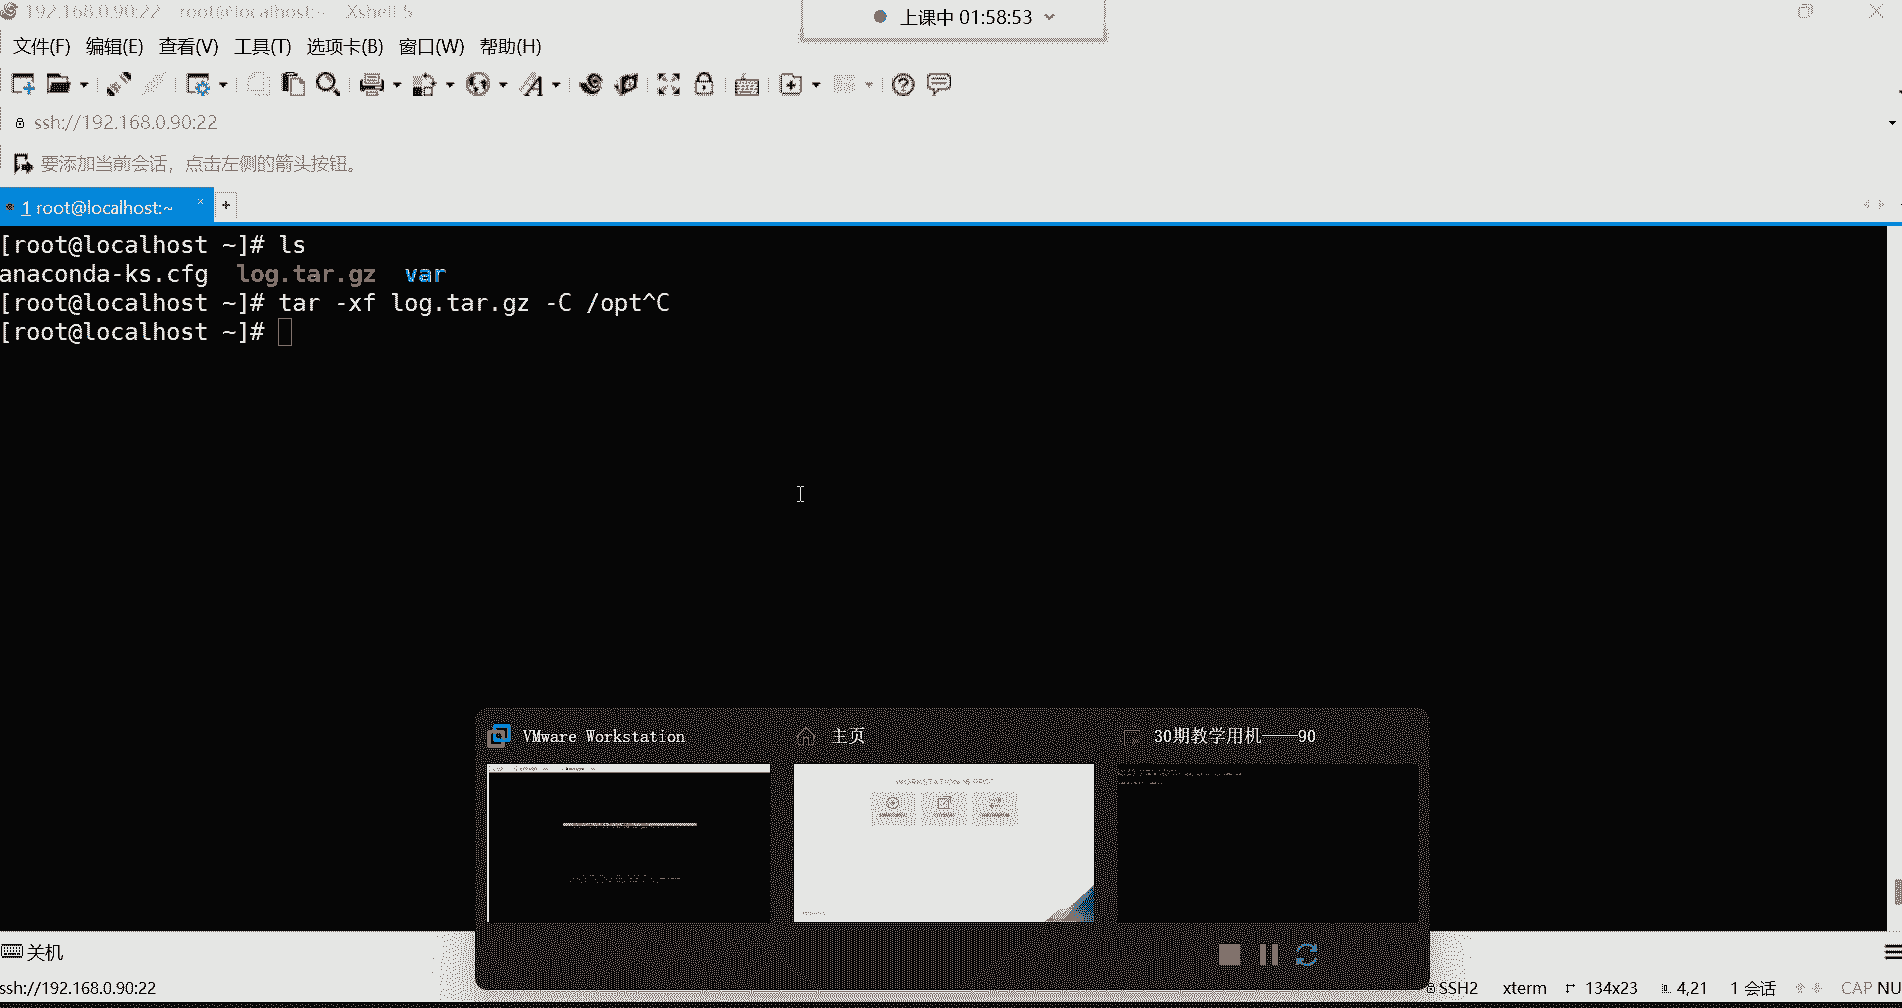 192.168.0.90:22 - root@localhost:~ - Xshell 5
上课中 01:58:53
文件(F) 编辑(E) 查看(V) 工具(T) 选项卡(B) 窗口(W) 帮助(H)
ssh://192.168.0.90:22
要添加当前会话，点击左侧的箭头按钮。
1 root@localhost:~
[root@localhost ~]# ls
anaconda-ks.cfg log.tar.gz var
[root@localhost ~]# tar -xf log.tar.gz -C /opt^C
[root@localhost ~]#
VMware Workstation 主页 30期教学用机——90
关机
ssh://192.168.0.90:22 SSH2 xterm 134x23 4,21 1 会话 CAP NU